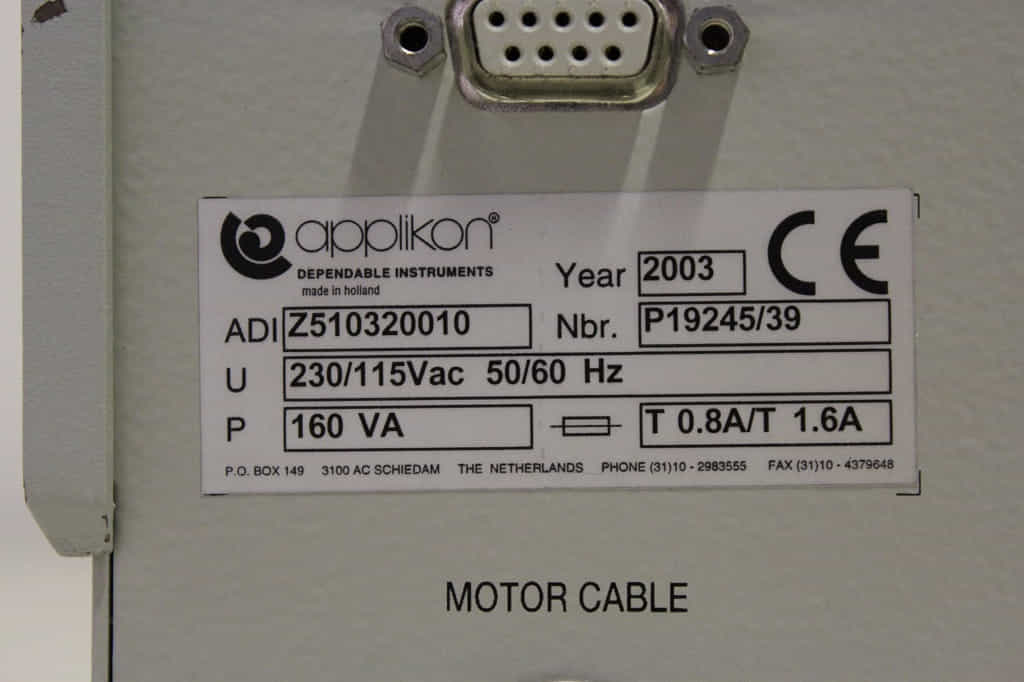 applikon®
DEPENDABLE INSTRUMENTS
made in holland
Year 2003 CE
ADI Z510320010 Nbr. P19245/39
U 230/115Vac 50/60 Hz
P 160 VA T 0.8A/T 1.6A
P.O. BOX 149 3100 AC SCHIEDAM THE NETHERLANDS PHONE (31)10 - 2983555 FAX (31)10 - 4379648
MOTOR CABLE